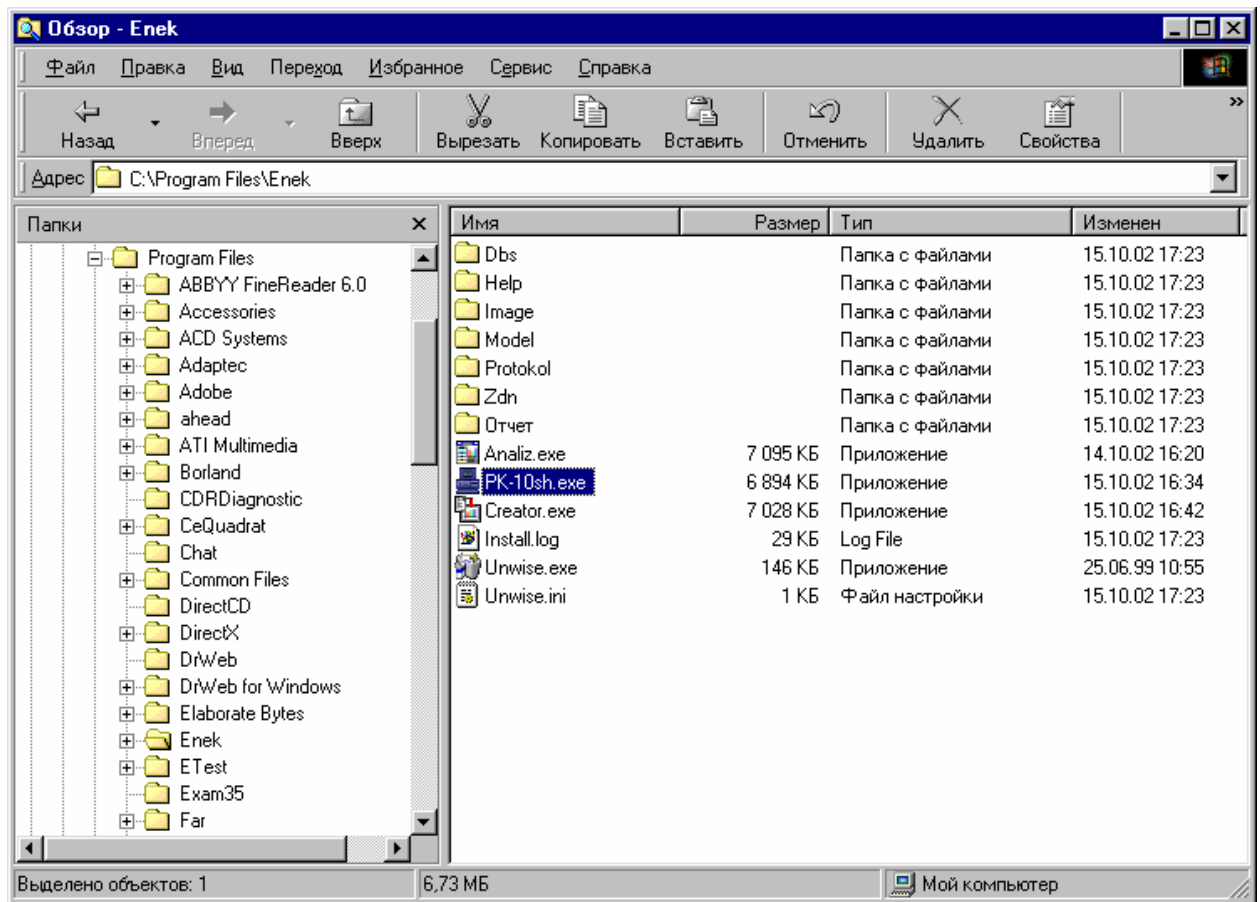 Обзор - Enek
Файл Правка Вид Переход Избранное Сервис Справка
Назад Вперед Вверх Вырезать Копировать Вставить Отменить Удалить Свойства »
Адрес C:\Program Files\Enek
Папки
Program Files
ABBYY FineReader 6.0
Accessories
ACD Systems
Adaptec
Adobe
ahead
ATI Multimedia
Borland
CDRDiagnostic
CeQuadrat
Chat
Common Files
DirectCD
DirectX
DrWeb
DrWeb for Windows
Elaborate Bytes
Enek
ETest
Exam35
Far
Имя Размер Тип Изменен
Dbs Папка с файлами 15.10.02 17:23
Help Папка с файлами 15.10.02 17:23
Image Папка с файлами 15.10.02 17:23
Model Папка с файлами 15.10.02 17:23
Protokol Папка с файлами 15.10.02 17:23
Zdn Папка с файлами 15.10.02 17:23
Отчет Папка с файлами 15.10.02 17:23
Analiz.exe 7 095 КБ Приложение 14.10.02 16:20
PK-10sh.exe 6 894 КБ Приложение 15.10.02 16:34
Creator.exe 7 028 КБ Приложение 15.10.02 16:42
Install.log 29 КБ Log File 15.10.02 17:23
Unwise.exe 146 КБ Приложение 25.06.99 10:55
Unwise.ini 1 КБ Файл настройки 15.10.02 17:23
Выделено объектов: 1 6,73 МБ Мой компьютер